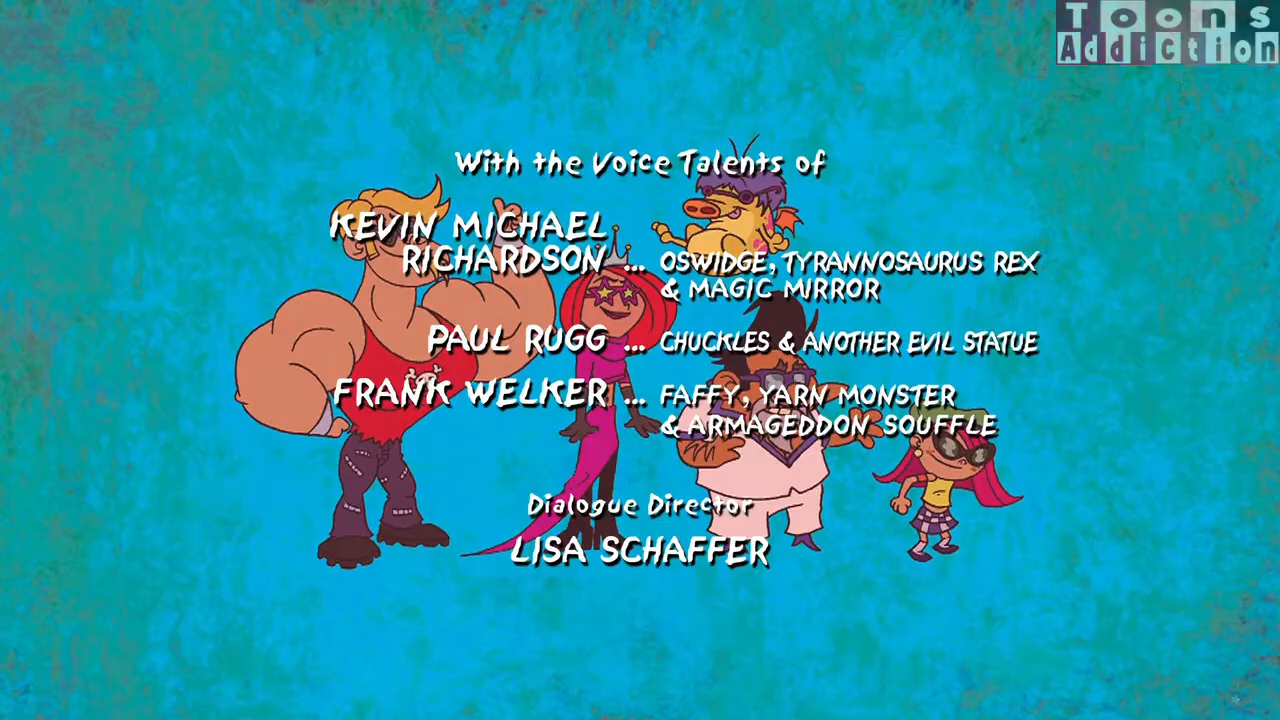 Toons
Addiction
With the Voice Talents of
KEVIN MICHAEL
RICHARDSON ... OSWIDGE, TYRANNOSAURUS REX
& MAGIC MIRROR
PAUL RUGG ... CHUCKLES & ANOTHER EVIL STATUE
FRANK WELKER ... FAFFY, YARN MONSTER
& ARMAGEDDON SOUFFLE
Dialogue Director
LISA SCHAFFER